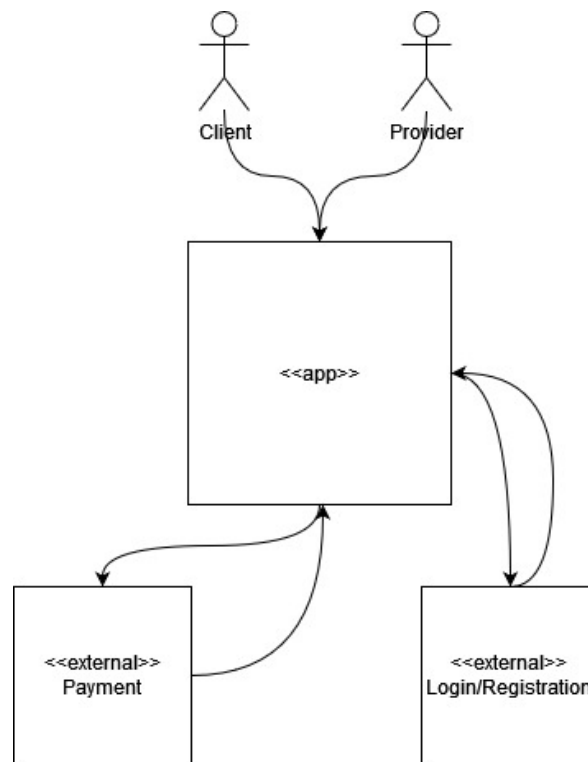 Client
Provider
<<app>>
<<external>>
Payment
<<external>>
Login/Registration